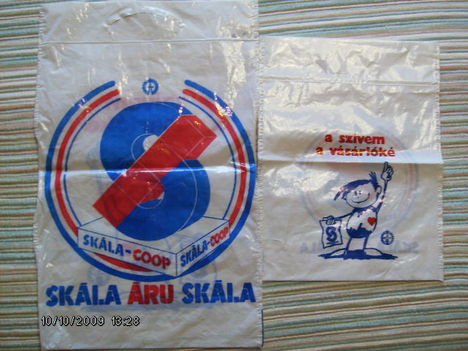 SKÁLA-COOP
SKÁLA-COOP
SKÁLA ÁRU SKÁLA
a szívem
a vásárlóké
S
10/10/2009 13:28